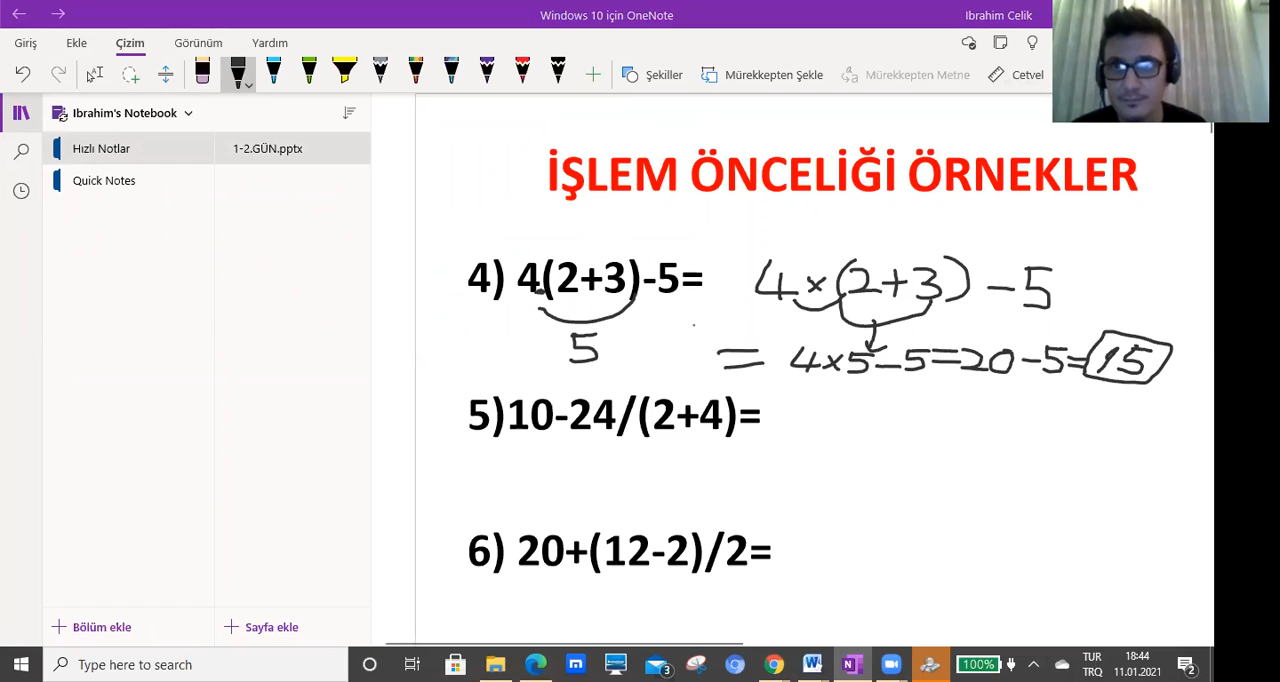 Windows 10 için OneNote
Ibrahim Celik
Giriş Ekle Çizim Görünüm Yardım
Şekiller Mürekkepten Şekle Mürekkepten Metne Cetvel
Ibrahim's Notebook
Hızlı Notlar
1-2.GÜN.pptx
Quick Notes
İŞLEM ÖNCELİĞİ ÖRNEKLER
4) 4(2+3)-5= (4×(2+3)-5
5
= 4×5-5=20-5=15
5)10-24/(2+4)=
6) 20+(12-2)/2=
Bölüm ekle
Sayfa ekle
Type here to search
3
100%
TUR
TRQ
18:44
11.01.2021
2